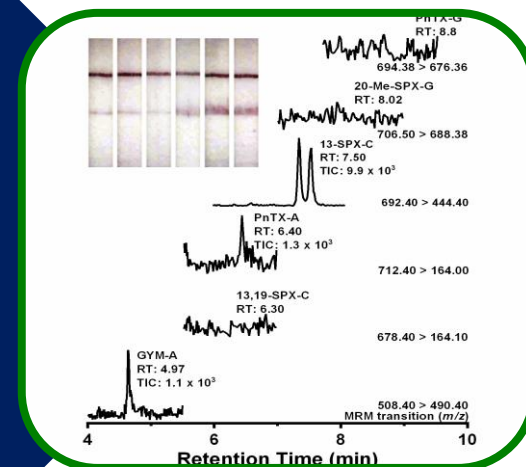 PnTX-G
RT: 8.8
694.38 > 676.36
20-Me-SPX-G
RT: 8.02
706.50 > 688.38
13-SPX-C
RT: 7.50
TIC: 9.9 x 10³
692.40 > 444.40
PnTX-A
RT: 6.40
TIC: 1.3 x 10³
712.40 > 164.00
13,19-SPX-C
RT: 6.30
678.40 > 164.10
GYM-A
RT: 4.97
TIC: 1.1 x 10³
508.40 > 490.40
MRM transition (m/z)
4 6 8 10
Retention Time (min)